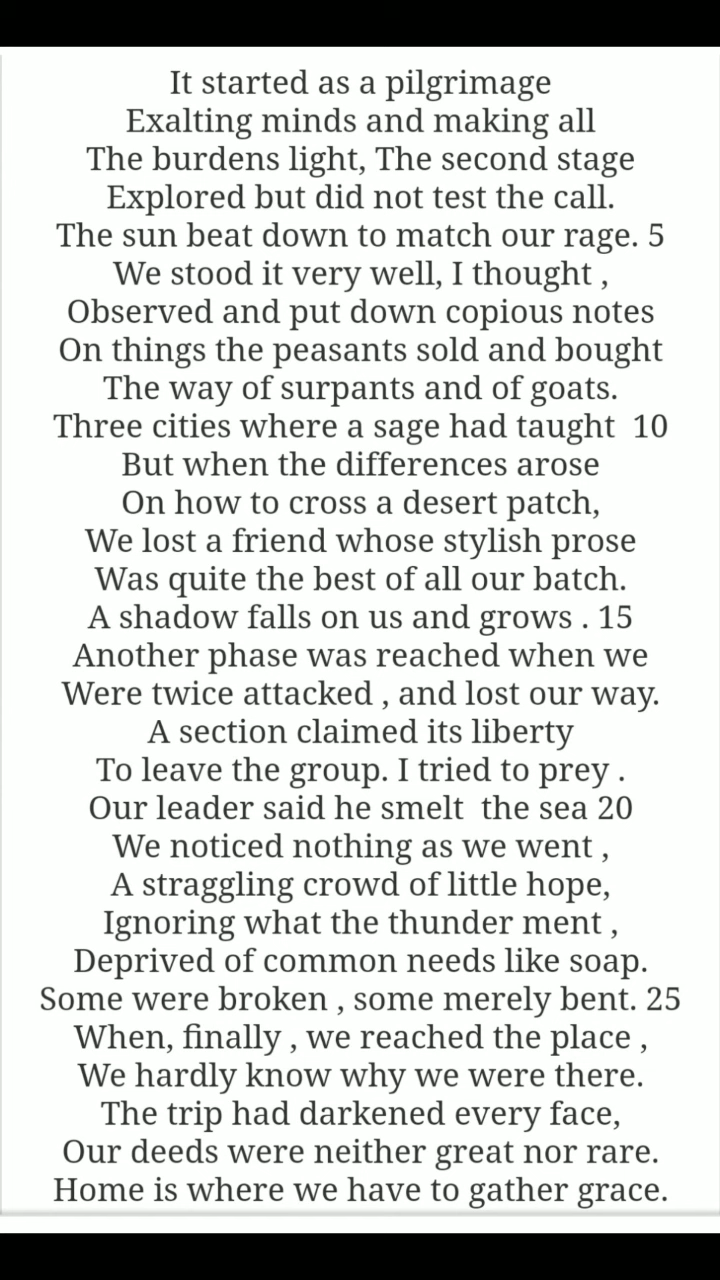 It started as a pilgrimage
Exalting minds and making all
The burdens light, The second stage
Explored but did not test the call.
The sun beat down to match our rage. 5
We stood it very well, I thought ,
Observed and put down copious notes
On things the peasants sold and bought
The way of surpants and of goats.
Three cities where a sage had taught  10
But when the differences arose
On how to cross a desert patch,
We lost a friend whose stylish prose
Was quite the best of all our batch.
A shadow falls on us and grows . 15
Another phase was reached when we
Were twice attacked , and lost our way.
A section claimed its liberty
To leave the group. I tried to prey .
Our leader said he smelt  the sea 20
We noticed nothing as we went ,
A straggling crowd of little hope,
Ignoring what the thunder ment ,
Deprived of common needs like soap.
Some were broken , some merely bent. 25
When, finally , we reached the place ,
We hardly know why we were there.
The trip had darkened every face,
Our deeds were neither great nor rare.
Home is where we have to gather grace.